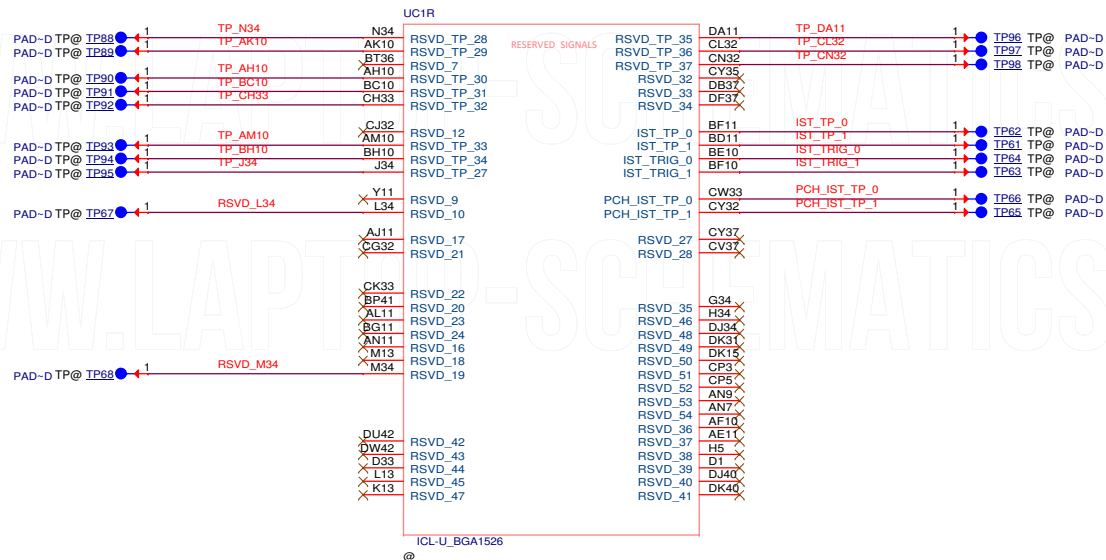 UC1R
RESERVED SIGNALS
PAD~D TP@ TP88 1 TP_N34 N34 RSVD_TP_28
PAD~D TP@ TP89 1 TP_AK10 AK10 RSVD_TP_29
BT36 RSVD_7
PAD~D TP@ TP90 1 TP_AH10 AH10 RSVD_TP_30
PAD~D TP@ TP91 1 TP_BC10 BC10 RSVD_TP_31
PAD~D TP@ TP92 1 TP_CH33 CH33 RSVD_TP_32
CJ32 RSVD_12
PAD~D TP@ TP93 1 TP_AM10 AM10 RSVD_TP_33
PAD~D TP@ TP94 1 TP_BH10 BH10 RSVD_TP_34
PAD~D TP@ TP95 1 TP_J34 J34 RSVD_TP_27
Y11 RSVD_9
PAD~D TP@ TP67 1 RSVD_L34 L34 RSVD_10
AJ11 RSVD_17
CG32 RSVD_21
CK33 RSVD_22
BP41 RSVD_20
AL11 RSVD_23
BG11 RSVD_24
AN11 RSVD_16
M13 RSVD_18
PAD~D TP@ TP68 1 RSVD_M34 M34 RSVD_19
DU42 RSVD_42
DW42 RSVD_43
D33 RSVD_44
L13 RSVD_45
K13 RSVD_47
RSVD_TP_35 DA11 TP_DA11 1 TP96 TP@ PAD~D
RSVD_TP_36 CL32 TP_CL32 1 TP97 TP@ PAD~D
RSVD_TP_37 CN32 TP_CN32 1 TP98 TP@ PAD~D
RSVD_32 CY35
RSVD_33 DB37
RSVD_34 DF37
IST_TP_0 BF11 IST_TP_0 1 TP62 TP@ PAD~D
IST_TP_1 BD11 IST_TP_1 1 TP61 TP@ PAD~D
IST_TRIG_0 BE10 IST_TRIG_0 1 TP64 TP@ PAD~D
IST_TRIG_1 BF10 IST_TRIG_1 1 TP63 TP@ PAD~D
PCH_IST_TP_0 CW33 PCH_IST_TP_0 1 TP66 TP@ PAD~D
PCH_IST_TP_1 CY32 PCH_IST_TP_1 1 TP65 TP@ PAD~D
RSVD_27 CY37
RSVD_28 CV37
RSVD_35 G34
RSVD_46 H34
RSVD_48 DJ34
RSVD_49 DK31
RSVD_50 DK15
RSVD_51 CP3
RSVD_52 CP5
RSVD_53 AN9
RSVD_54 AN7
RSVD_36 AF10
RSVD_37 AE11
RSVD_38 H5
RSVD_39 D1
RSVD_40 DJ40
RSVD_41 DK40
ICL-U_BGA1526
@